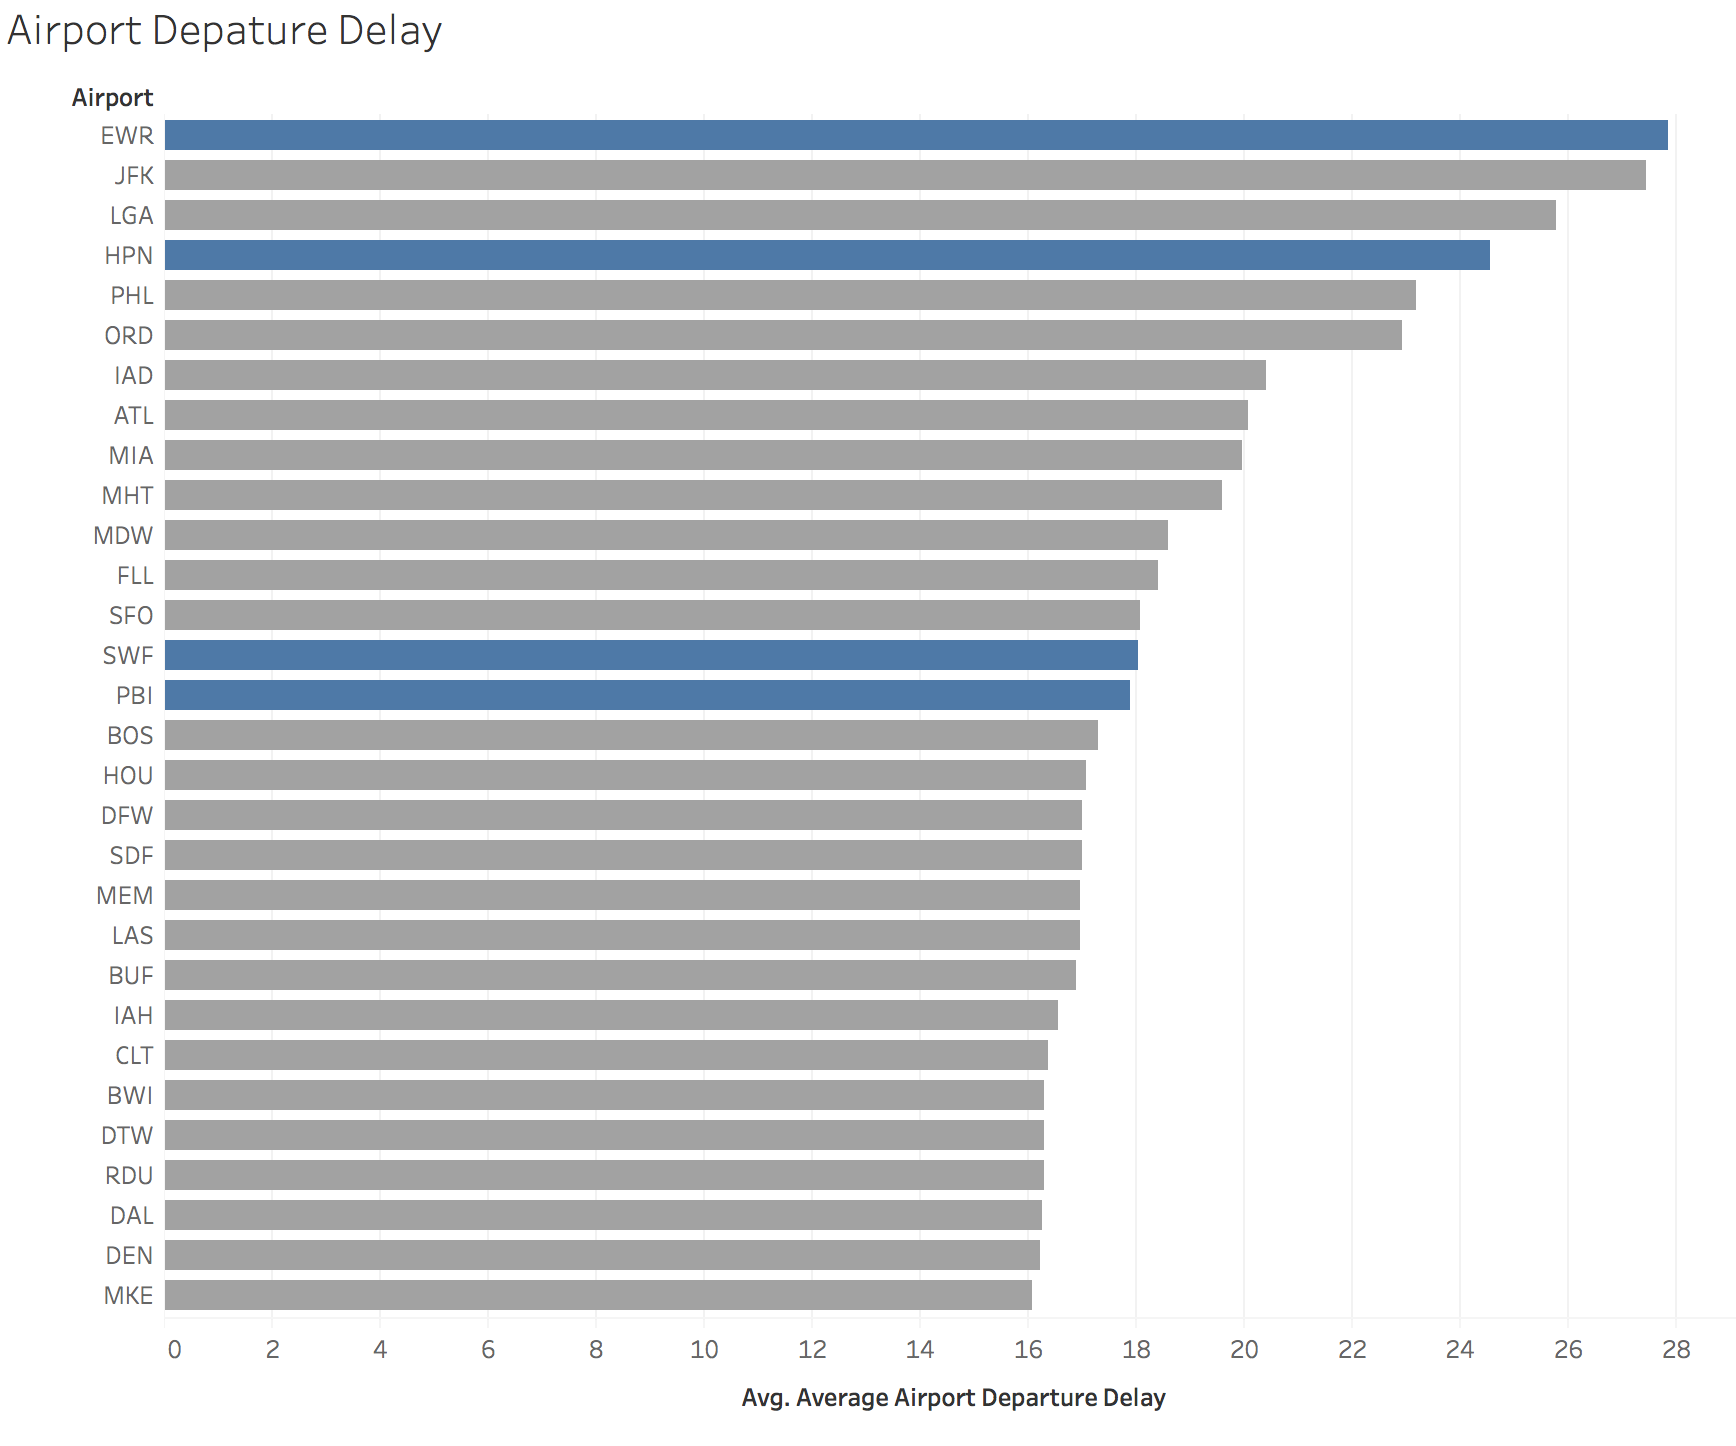 Airport Depature Delay
Airport
EWR
JFK
LGA
HPN
PHL
ORD
IAD
ATL
MIA
MHT
MDW
FLL
SFO
SWF
PBI
BOS
HOU
DFW
SDF
MEM
LAS
BUF
IAH
CLT
BWI
DTW
RDU
DAL
DEN
MKE
0 2 4 6 8 10 12 14 16 18 20 22 24 26 28
Avg. Average Airport Departure Delay